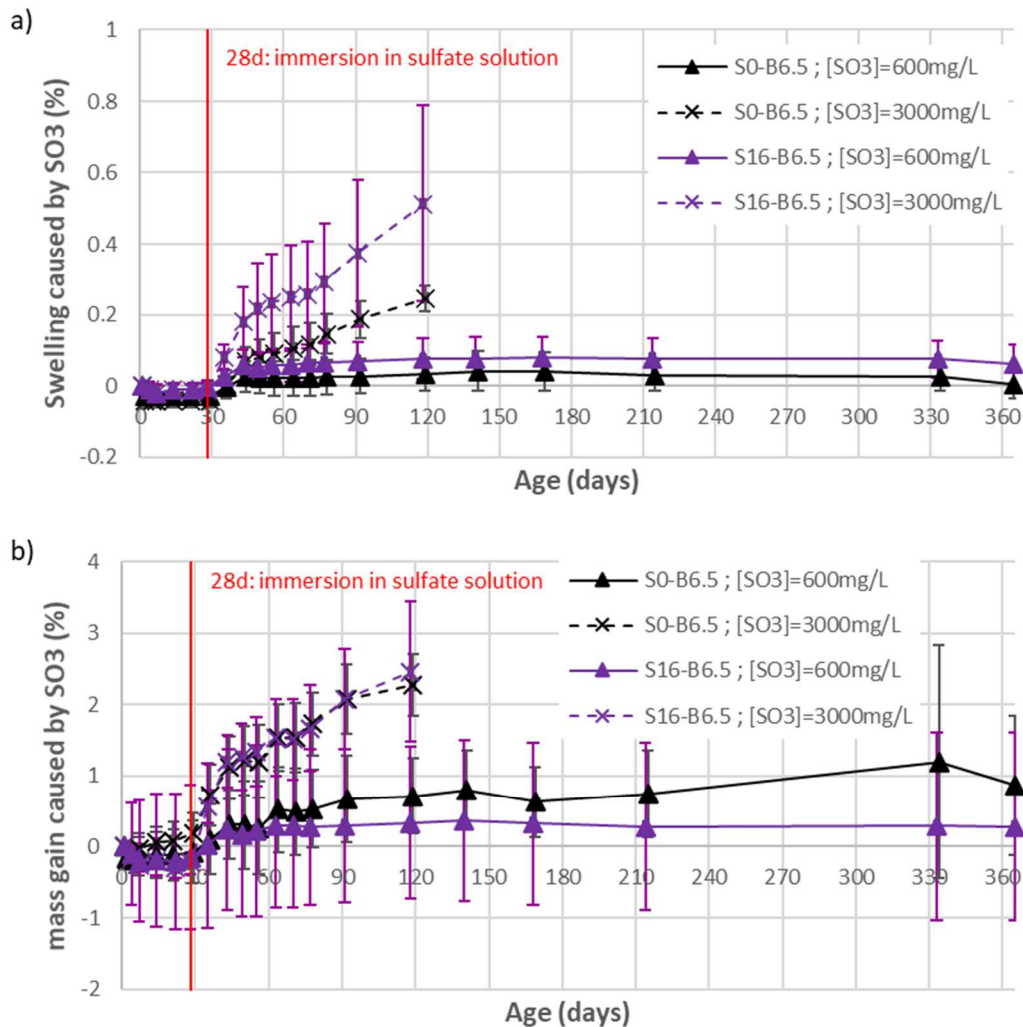 a)
1
0.8
0.6
0.4
0.2
0
-0.2
Swelling caused by SO3 (%)
28d: immersion in sulfate solution
S0-B6.5 ; [SO3]=600mg/L
S0-B6.5 ; [SO3]=3000mg/L
S16-B6.5 ; [SO3]=600mg/L
S16-B6.5 ; [SO3]=3000mg/L
0 30 60 90 120 150 180 210 240 270 300 330 360
Age (days)
b)
4
3
2
1
0
-1
-2
mass gain caused by SO3 (%)
28d: immersion in sulfate solution
S0-B6.5 ; [SO3]=600mg/L
S0-B6.5 ; [SO3]=3000mg/L
S16-B6.5 ; [SO3]=600mg/L
S16-B6.5 ; [SO3]=3000mg/L
0 30 60 90 120 150 180 210 240 270 300 330 360
Age (days)